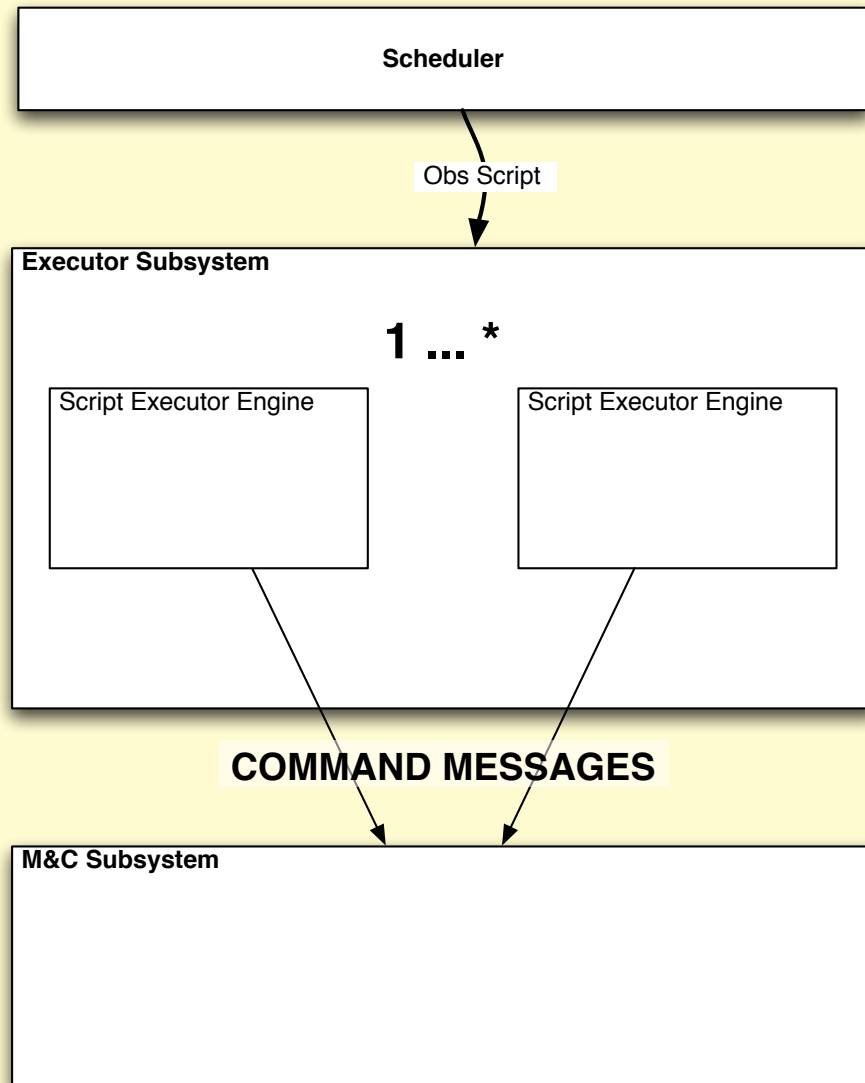 Scheduler
Obs Script
Executor Subsystem
1 ... *
Script Executor Engine
Script Executor Engine
COMMAND MESSAGES
M&C Subsystem